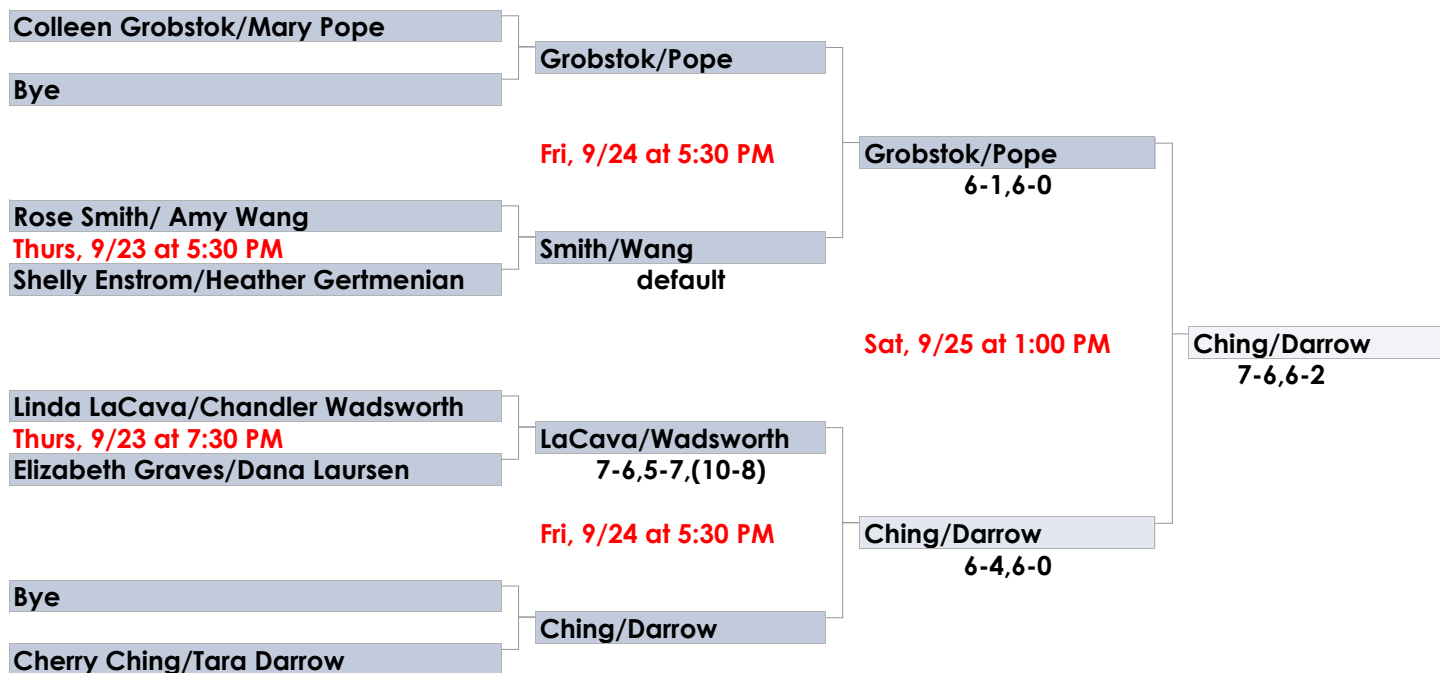 Colleen Grobstok/Mary Pope
Grobstok/Pope
Bye
Fri, 9/24 at 5:30 PM
Grobstok/Pope
6-1,6-0
Rose Smith/ Amy Wang
Thurs, 9/23 at 5:30 PM
Smith/Wang
Shelly Enstrom/Heather Gertmenian
default
Sat, 9/25 at 1:00 PM
Ching/Darrow
7-6,6-2
Linda LaCava/Chandler Wadsworth
Thurs, 9/23 at 7:30 PM
LaCava/Wadsworth
Elizabeth Graves/Dana Laursen
7-6,5-7,(10-8)
Fri, 9/24 at 5:30 PM
Ching/Darrow
6-4,6-0
Bye
Ching/Darrow
Cherry Ching/Tara Darrow